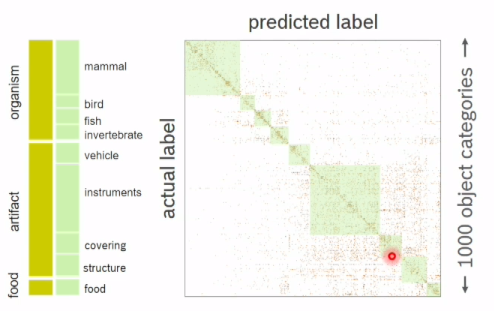 predicted label
organism
mammal
bird
fish
invertebrate
artifact
vehicle
instruments
covering
structure
food
food
actual label
1000 object categories